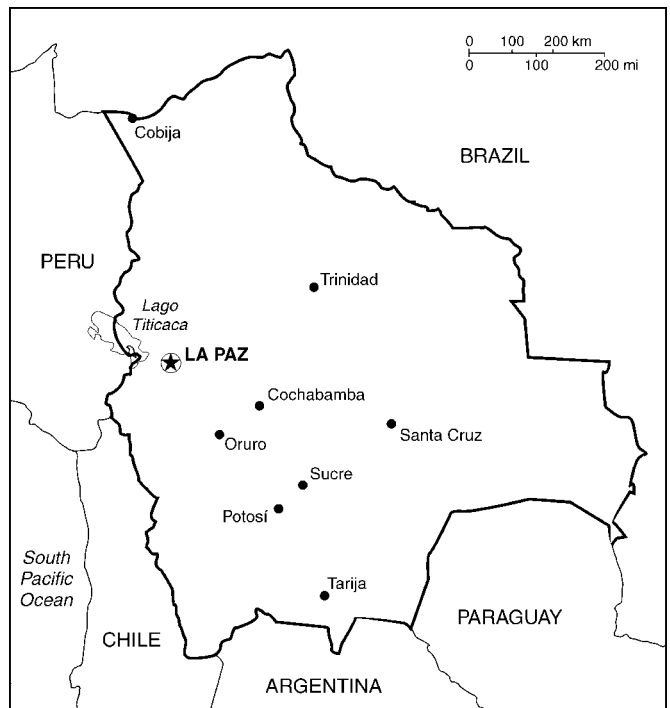 0 100 200 km
0 100 200 mi
Cobija
BRAZIL
PERU
Trinidad
Lago
Titicaca
LA PAZ
Cochabamba
Oruro
Santa Cruz
Sucre
Potosí
South
Pacific
Ocean
Tarija
CHILE
PARAGUAY
ARGENTINA